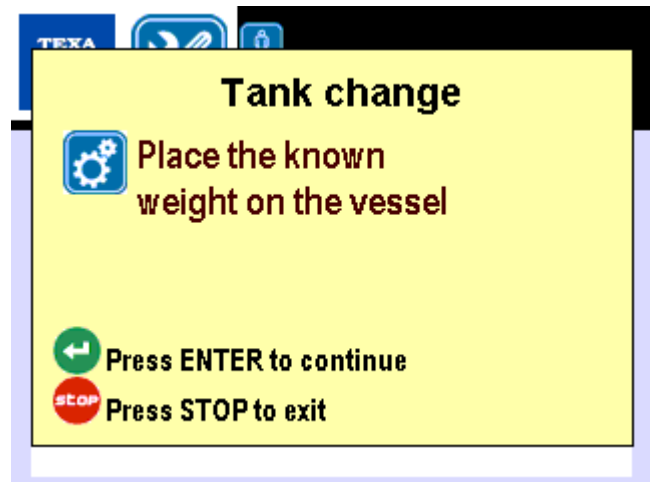 TEXA
Tank change
Place the known
weight on the vessel
Press ENTER to continue
stop
Press STOP to exit